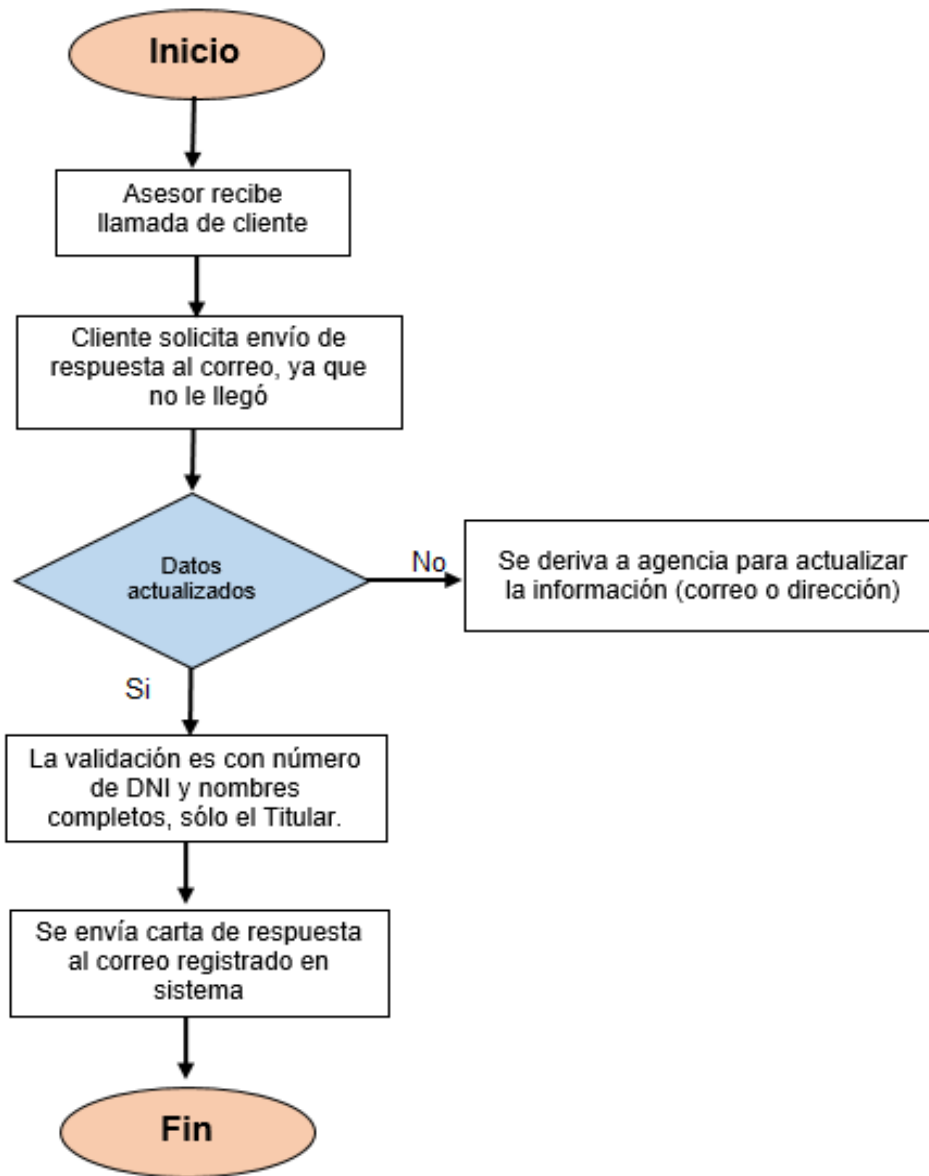 Inicio
Asesor recibe
llamada de cliente
Cliente solicita envío de
respuesta al correo, ya que
no le llegó
Datos
actualizados
No
Se deriva a agencia para actualizar
la información (correo o dirección)
Si
La validación es con número
de DNI y nombres
completos, sólo el Titular.
Se envía carta de respuesta
al correo registrado en
sistema
Fin